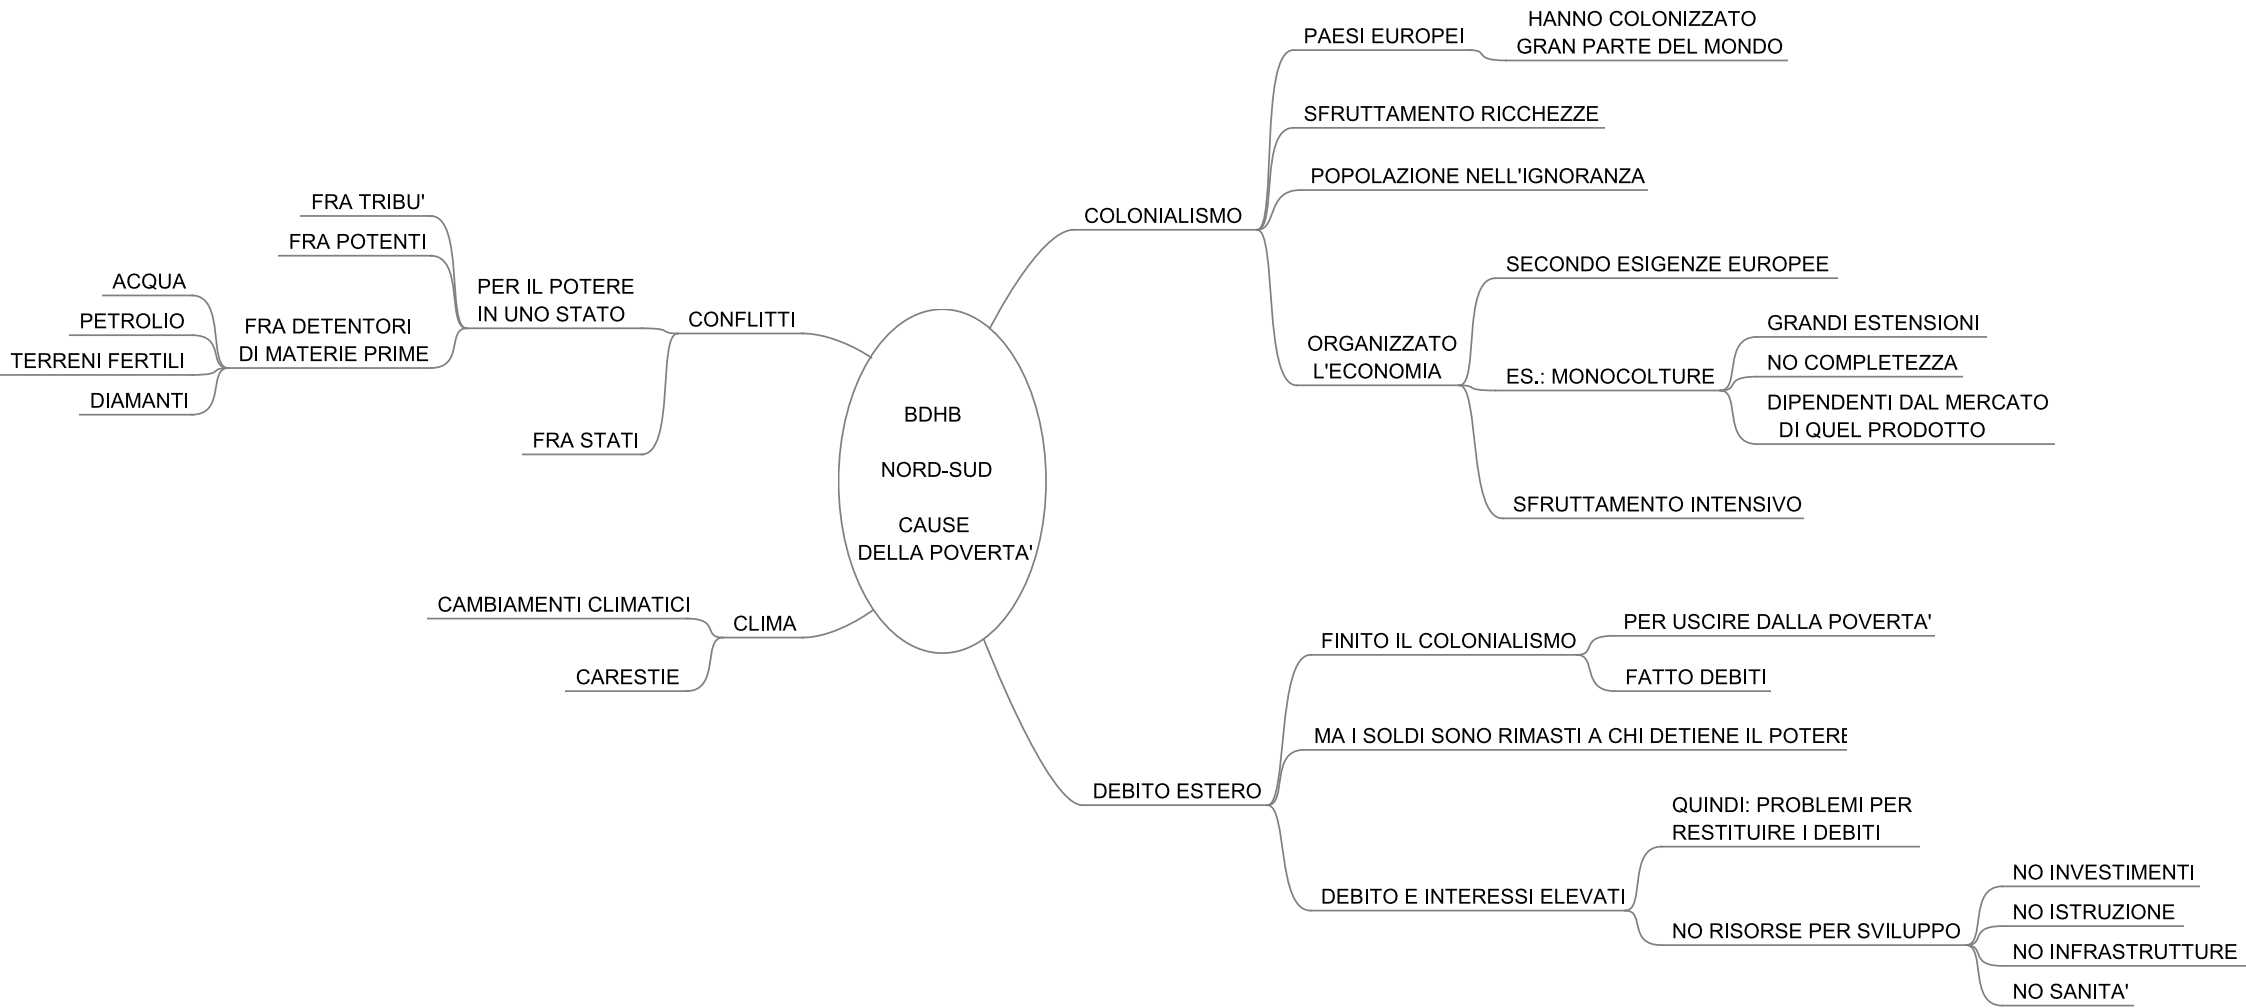 BDHB
NORD-SUD
CAUSE
DELLA POVERTA'
COLONIALISMO
PAESI EUROPEI
HANNO COLONIZZATO
GRAN PARTE DEL MONDO
SFRUTTAMENTO RICCHEZZE
POPOLAZIONE NELL'IGNORANZA
ORGANIZZATO
L'ECONOMIA
SECONDO ESIGENZE EUROPEE
ES.: MONOCOLTURE
GRANDI ESTENSIONI
NO COMPLETEZZA
DIPENDENTI DAL MERCATO
DI QUEL PRODOTTO
SFRUTTAMENTO INTENSIVO
DEBITO ESTERO
FINITO IL COLONIALISMO
PER USCIRE DALLA POVERTA'
FATTO DEBITI
MA I SOLDI SONO RIMASTI A CHI DETIENE IL POTERE
DEBITO E INTERESSI ELEVATI
QUINDI: PROBLEMI PER
RESTITUIRE I DEBITI
NO RISORSE PER SVILUPPO
NO INVESTIMENTI
NO ISTRUZIONE
NO INFRASTRUTTURE
NO SANITA'
CONFLITTI
PER IL POTERE
IN UNO STATO
FRA TRIBU'
FRA POTENTI
FRA DETENTORI
DI MATERIE PRIME
ACQUA
PETROLIO
TERRENI FERTILI
DIAMANTI
FRA STATI
CLIMA
CAMBIAMENTI CLIMATICI
CARESTIE